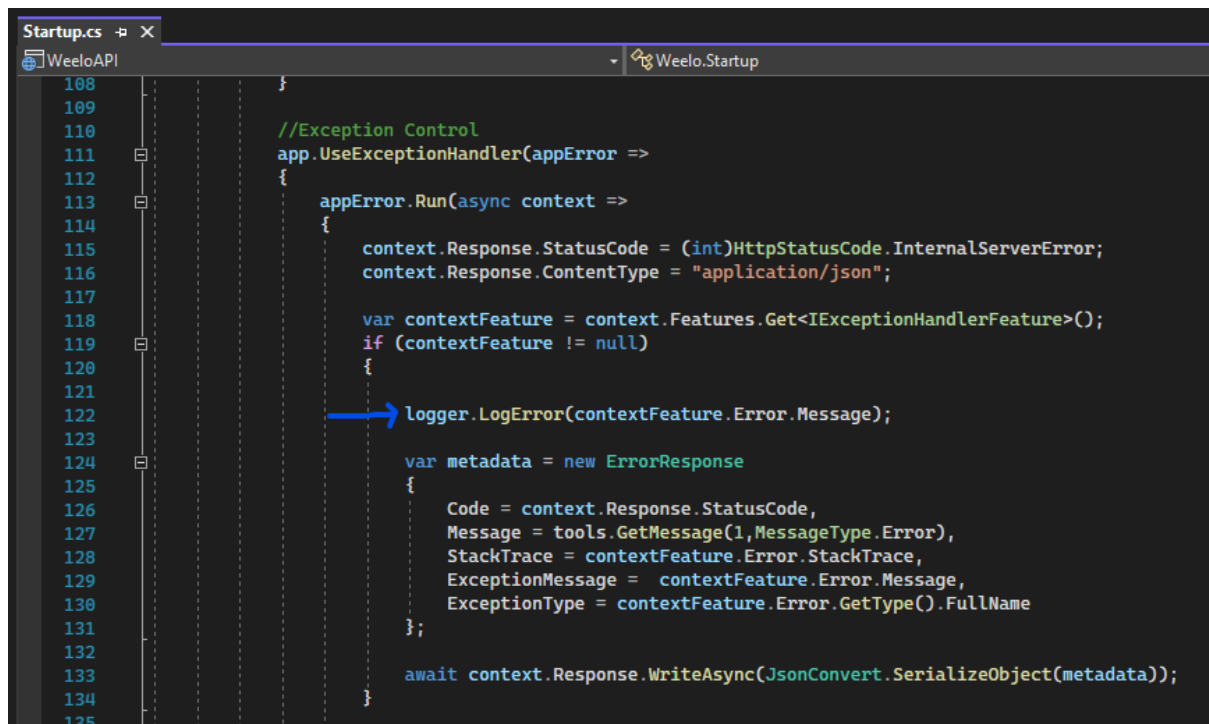 Startup.cs
WeeloAPI Weelo.Startup
108 }
109
110 //Exception Control
111 app.UseExceptionHandler(appError =>
112 {
113 appError.Run(async context =>
114 {
115 context.Response.StatusCode = (int)HttpStatusCode.InternalServerError;
116 context.Response.ContentType = "application/json";
117
118 var contextFeature = context.Features.Get<IExceptionHandlerFeature>();
119 if (contextFeature != null)
120 {
121
122 logger.LogError(contextFeature.Error.Message);
123
124 var metadata = new ErrorResponse
125 {
126 Code = context.Response.StatusCode,
127 Message = tools.GetMessage(1,MessageType.Error),
128 StackTrace = contextFeature.Error.StackTrace,
129 ExceptionMessage =  contextFeature.Error.Message,
130 ExceptionType = contextFeature.Error.GetType().FullName
131 };
132
133 await context.Response.WriteAsync(JsonConvert.SerializeObject(metadata));
134 }
135